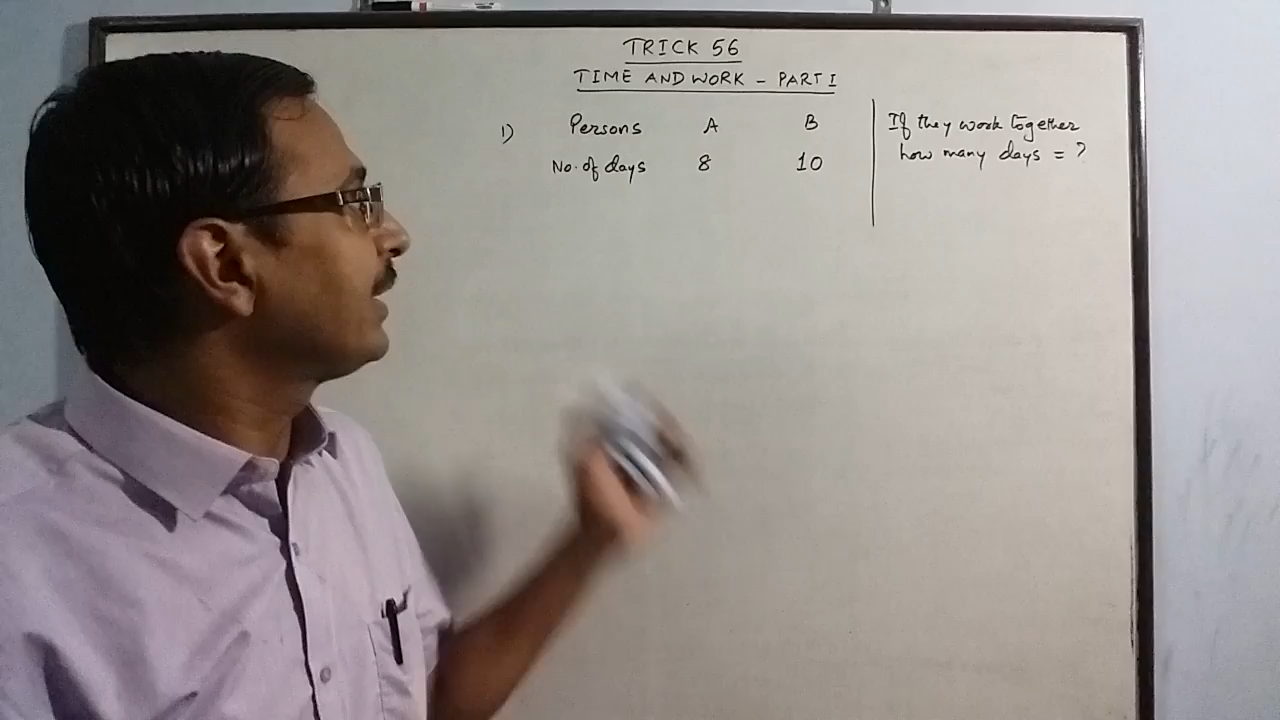 TRICK 56
TIME AND WORK - PART I
1) Persons A B
No. of days 8 10
If they work together
how many days = ?